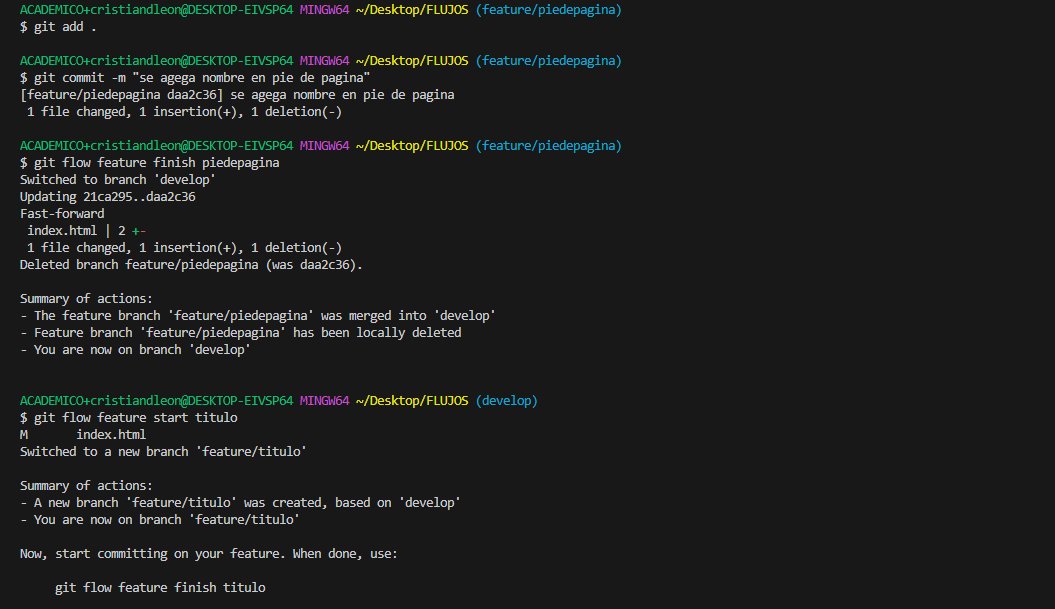 ACADEMICO+cristiandleon@DESKTOP-EIVSP64 MINGW64 ~/Desktop/FLUJOS (feature/piedepagina)
$ git add .
ACADEMICO+cristiandleon@DESKTOP-EIVSP64 MINGW64 ~/Desktop/FLUJOS (feature/piedepagina)
$ git commit -m "se agega nombre en pie de pagina"
[feature/piedepagina daa2c36] se agega nombre en pie de pagina
 1 file changed, 1 insertion(+), 1 deletion(-)
ACADEMICO+cristiandleon@DESKTOP-EIVSP64 MINGW64 ~/Desktop/FLUJOS (feature/piedepagina)
$ git flow feature finish piedepagina
Switched to branch 'develop'
Updating 21ca295..daa2c36
Fast-forward
 index.html | 2 +-
 1 file changed, 1 insertion(+), 1 deletion(-)
Deleted branch feature/piedepagina (was daa2c36).
Summary of actions:
- The feature branch 'feature/piedepagina' was merged into 'develop'
- Feature branch 'feature/piedepagina' has been locally deleted
- You are now on branch 'develop'
ACADEMICO+cristiandleon@DESKTOP-EIVSP64 MINGW64 ~/Desktop/FLUJOS (develop)
$ git flow feature start titulo
M       index.html
Switched to a new branch 'feature/titulo'
Summary of actions:
- A new branch 'feature/titulo' was created, based on 'develop'
- You are now on branch 'feature/titulo'
Now, start committing on your feature. When done, use:
     git flow feature finish titulo